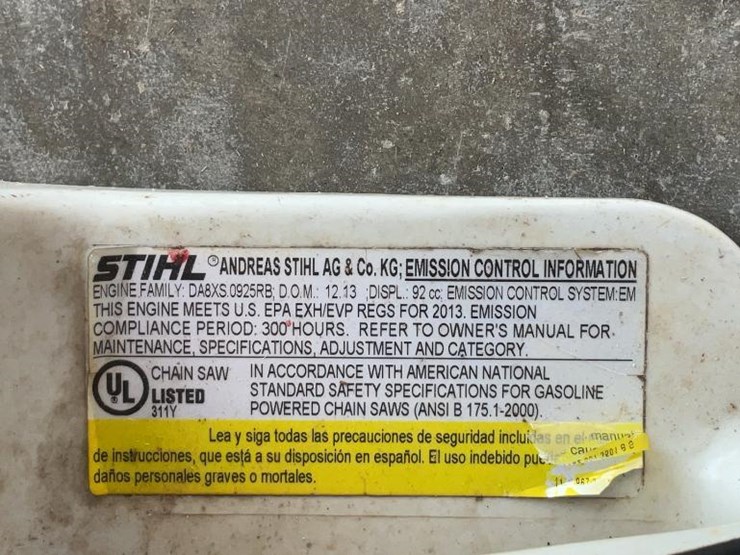 STIHL® ANDREAS STIHL AG & Co. KG; EMISSION CONTROL INFORMATION
ENGINE FAMILY: DA8XS.0925RB; D.O.M.: 12.13 ;DISPL.: 92 cc; EMISSION CONTROL SYSTEM:EM
THIS ENGINE MEETS U.S. EPA EXH/EVP REGS FOR 2013. EMISSION
COMPLIANCE PERIOD: 300 HOURS. REFER TO OWNER'S MANUAL FOR
MAINTENANCE, SPECIFICATIONS, ADJUSTMENT AND CATEGORY.
UL CHAIN SAW
LISTED
311Y
IN ACCORDANCE WITH AMERICAN NATIONAL
STANDARD SAFETY SPECIFICATIONS FOR GASOLINE
POWERED CHAIN SAWS (ANSI B 175.1-2000).
Lea y siga todas las precauciones de seguridad incluidas en el manual
de instrucciones, que está a su disposición en español. El uso indebido
daños personales graves o mortales.